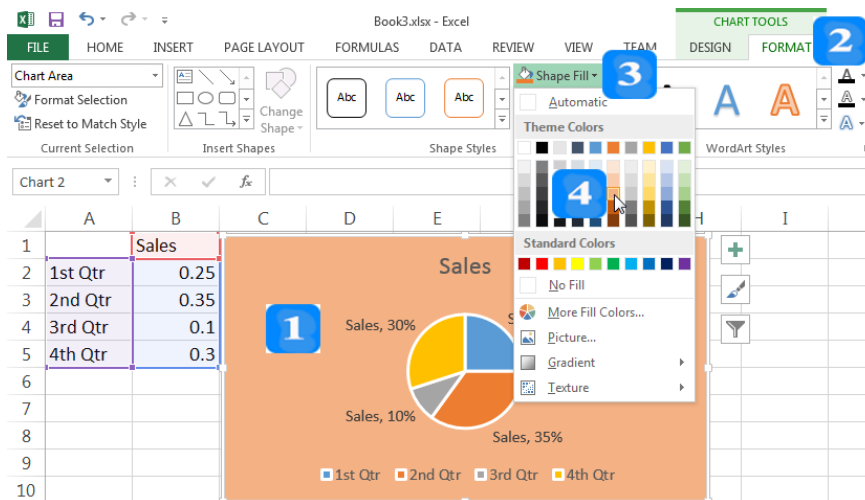 Book3.xlsx - Excel
CHART TOOLS
FILE HOME INSERT PAGE LAYOUT FORMULAS DATA REVIEW VIEW TEAM DESIGN FORMAT
2
Chart Area
Format Selection
Reset to Match Style
Current Selection
Change
Shape
Insert Shapes
Abc Abc Abc
Shape Styles
Shape Fill
3
A A A A A
WordArt Styles
Automatic
Theme Colors
4
Standard Colors
No Fill
More Fill Colors...
Picture...
Gradient
Texture
Chart 2
fx
A B C D E H I
1 Sales
2 1st Qtr 0.25
3 2nd Qtr 0.35
4 3rd Qtr 0.1
5 4th Qtr 0.3
6
7
8
9
10
Sales
1
Sales, 30%
Sales, 10%
Sales, 35%
1st Qtr 2nd Qtr 3rd Qtr 4th Qtr